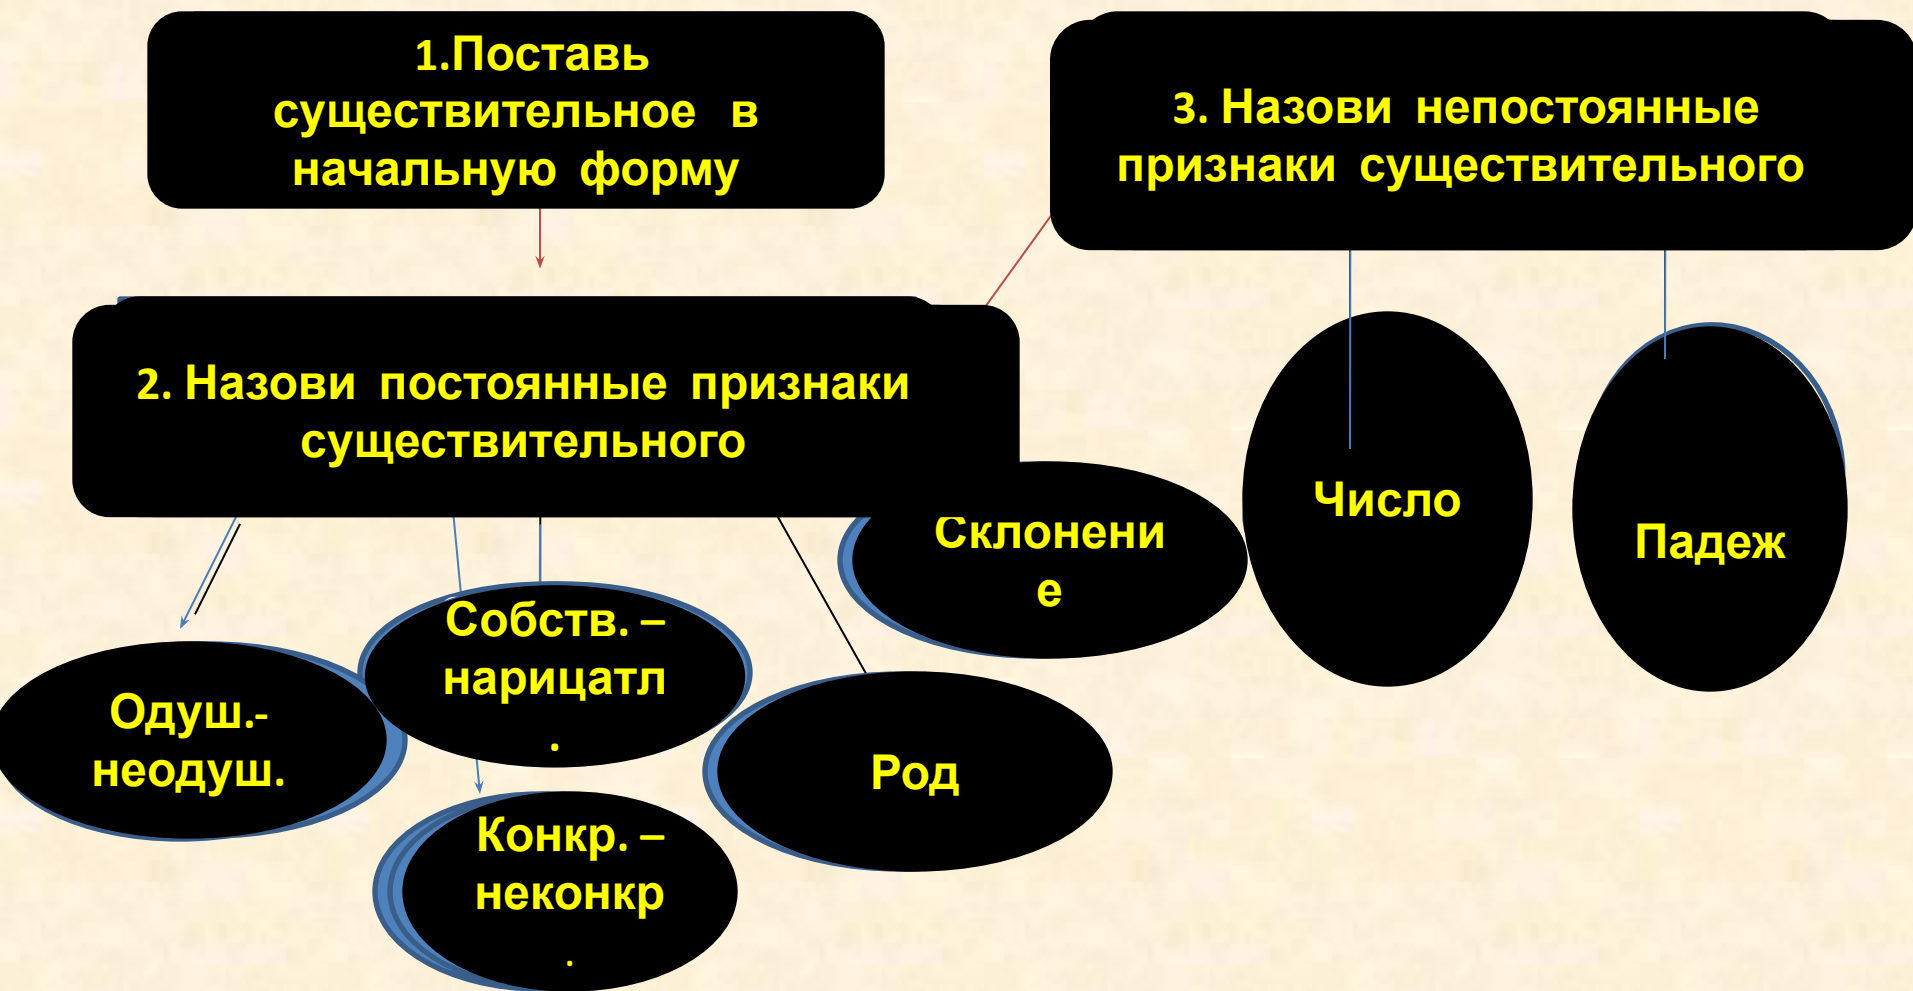 1.Поставь
существительное в
начальную форму
2. Назови постоянные признаки
существительного
Одуш.-
неодуш.
Собств. –
нарицатл
.
Конкр. –
неконкр
.
Род
Склонени
е
3. Назови непостоянные
признаки существительного
Число
Падеж